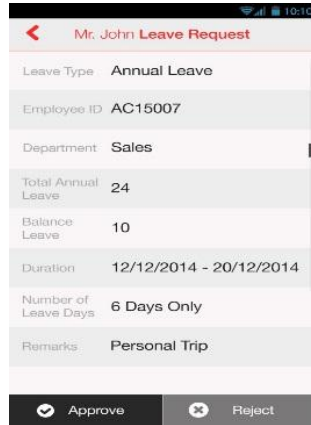 10:10
Mr. John Leave Request
Leave Type Annual Leave
Employee ID AC15007
Department Sales
Total Annual
Leave 24
Balance
Leave 10
Duration 12/12/2014 - 20/12/2014
Number of
Leave Days 6 Days Only
Remarks Personal Trip
Approve Reject